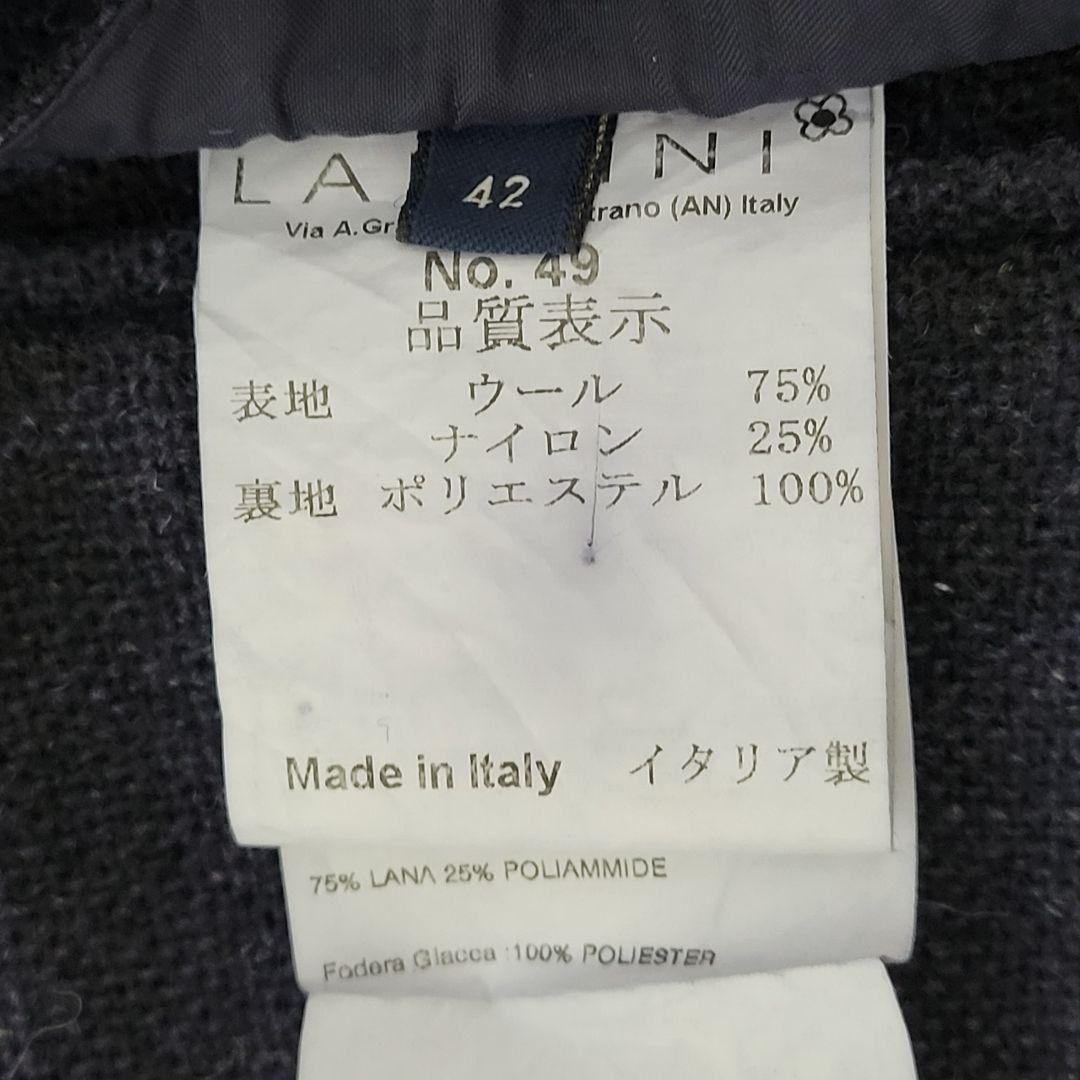 LA NI
42
Via A.Gr trano (AN) Italy
No. 49
品質表示
表地 ウール 75%
ナイロン 25%
裏地 ポリエステル 100%
Made in Italy イタリア製
75% LANA 25% POLIAMMIDE
Fodera Giacca :100% POLIESTER